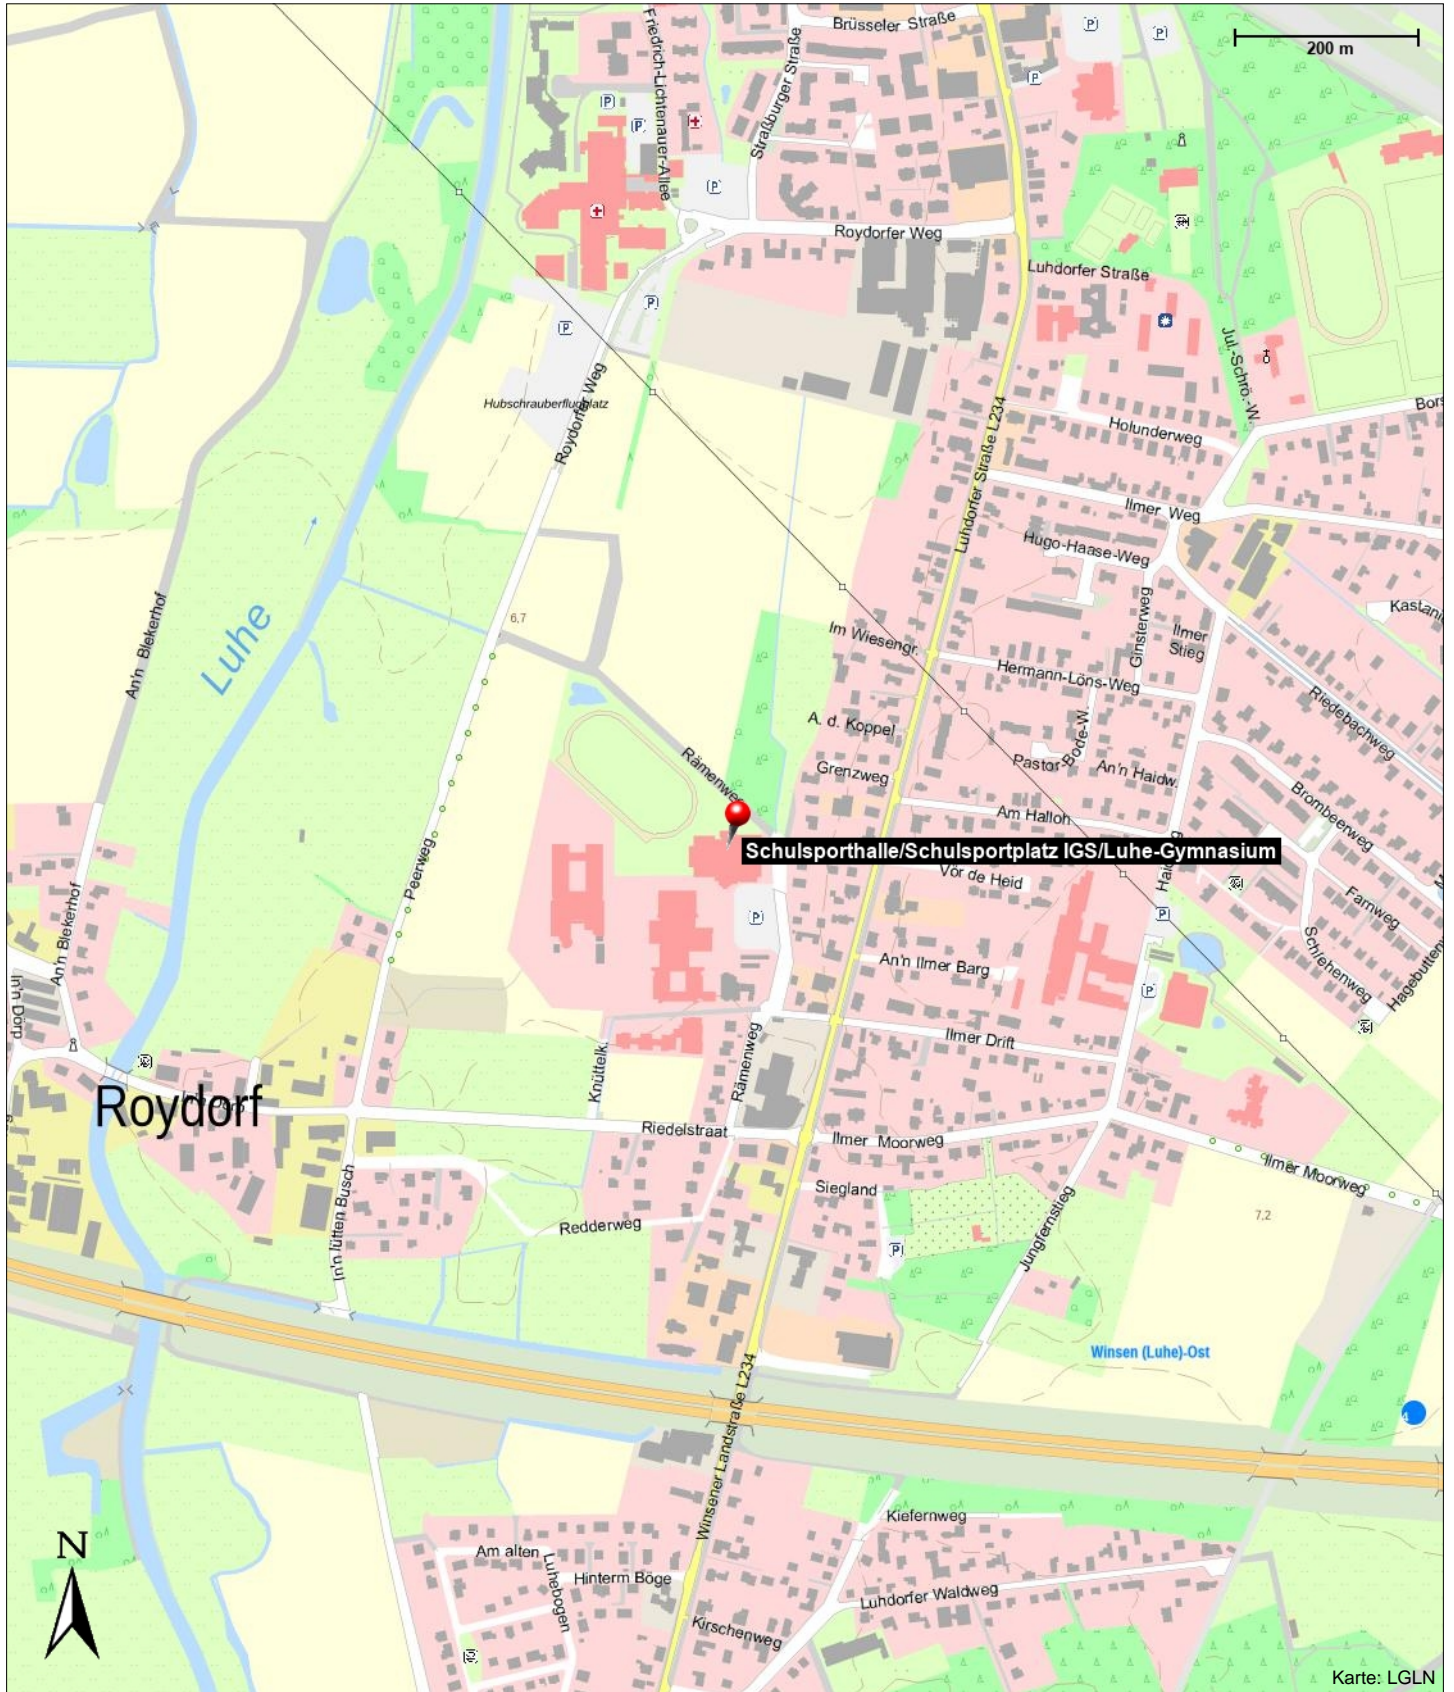 Brüsseler Straße
200 m
Friedrich-Lichtenauer-Allee
Straßburger Straße
Roydorfer Weg
Luhdorfer Straße
Jul.-Schrö.-W.
Hubschrauberflugplatz
Roydorfer Weg
Luhdorfer Straße L234
Holunderweg
Ilmer Weg
Hugo-Haase-Weg
Ginsterweg
Ilmer
Stieg
An'n Blekerhof
Luhe
6,7
Im Wiesengr.
Hermann-Löns-Weg
Riedebachweg
A. d. Koppel
Pastor-Bode-W.
An'n Haidw.
Rämenweg
Grenzweg
Am Halloh
Brombeerweg
Schulsporthalle/Schulsportplatz IGS/Luhe-Gymnasium
Peerweg
Vör de Heid
Farnweg
An'n Blekerhof
In'n Dörp
An'n Ilmer Barg
Schlehenweg
Ilmer Drift
Knüttelk.
Rämenweg
Roydorf
Riedelstraat
Ilmer Moorweg
Ilmer Moorweg
In'n lütten Busch
Siegland
Redderweg
Jungfernstieg
7,2
Winsen (Luhe)-Ost
Winsener Landstraße L234
Kiefernweg
N
Am alten
Luhebogen
Hinterm Böge
Luhdorfer Waldweg
Kirschenweg
Karte: LGLN